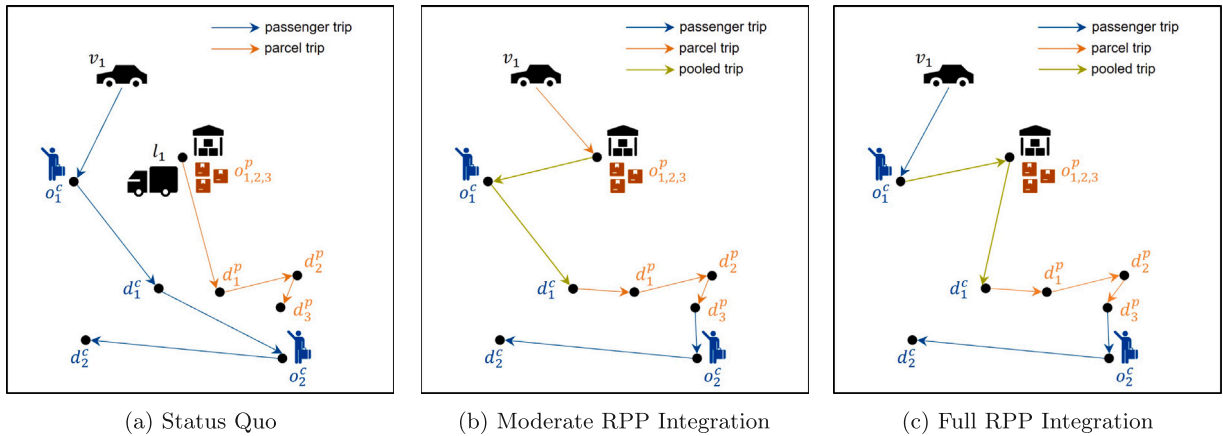 passenger trip
parcel trip
v₁
l₁
o₁,₂,₃ᵖ
o₁ᶜ
d₁ᶜ
d₁ᵖ
d₂ᵖ
d₃ᵖ
d₂ᶜ
o₂ᶜ
(a) Status Quo
passenger trip
parcel trip
pooled trip
v₁
o₁,₂,₃ᵖ
o₁ᶜ
d₁ᶜ
d₁ᵖ
d₂ᵖ
d₃ᵖ
d₂ᶜ
o₂ᶜ
(b) Moderate RPP Integration
passenger trip
parcel trip
pooled trip
v₁
o₁,₂,₃ᵖ
o₁ᶜ
d₁ᶜ
d₁ᵖ
d₂ᵖ
d₃ᵖ
d₂ᶜ
o₂ᶜ
(c) Full RPP Integration